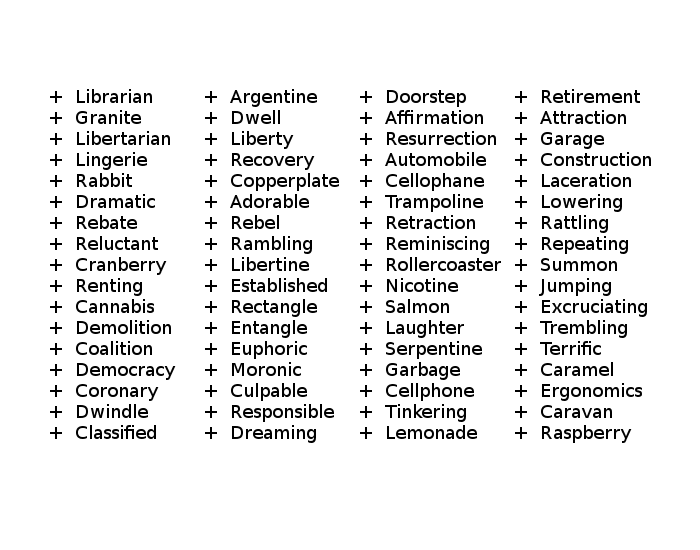 + Librarian + Argentine + Doorstep + Retirement
+ Granite + Dwell + Affirmation + Attraction
+ Libertarian + Liberty + Resurrection + Garage
+ Lingerie + Recovery + Automobile + Construction
+ Rabbit + Copperplate + Cellophane + Laceration
+ Dramatic + Adorable + Trampoline + Lowering
+ Rebate + Rebel + Retraction + Rattling
+ Reluctant + Rambling + Reminiscing + Repeating
+ Cranberry + Libertine + Rollercoaster + Summon
+ Renting + Established + Nicotine + Jumping
+ Cannabis + Rectangle + Salmon + Excruciating
+ Demolition + Entangle + Laughter + Trembling
+ Coalition + Euphoric + Serpentine + Terrific
+ Democracy + Moronic + Garbage + Caramel
+ Coronary + Culpable + Cellphone + Ergonomics
+ Dwindle + Responsible + Tinkering + Caravan
+ Classified + Dreaming + Lemonade + Raspberry